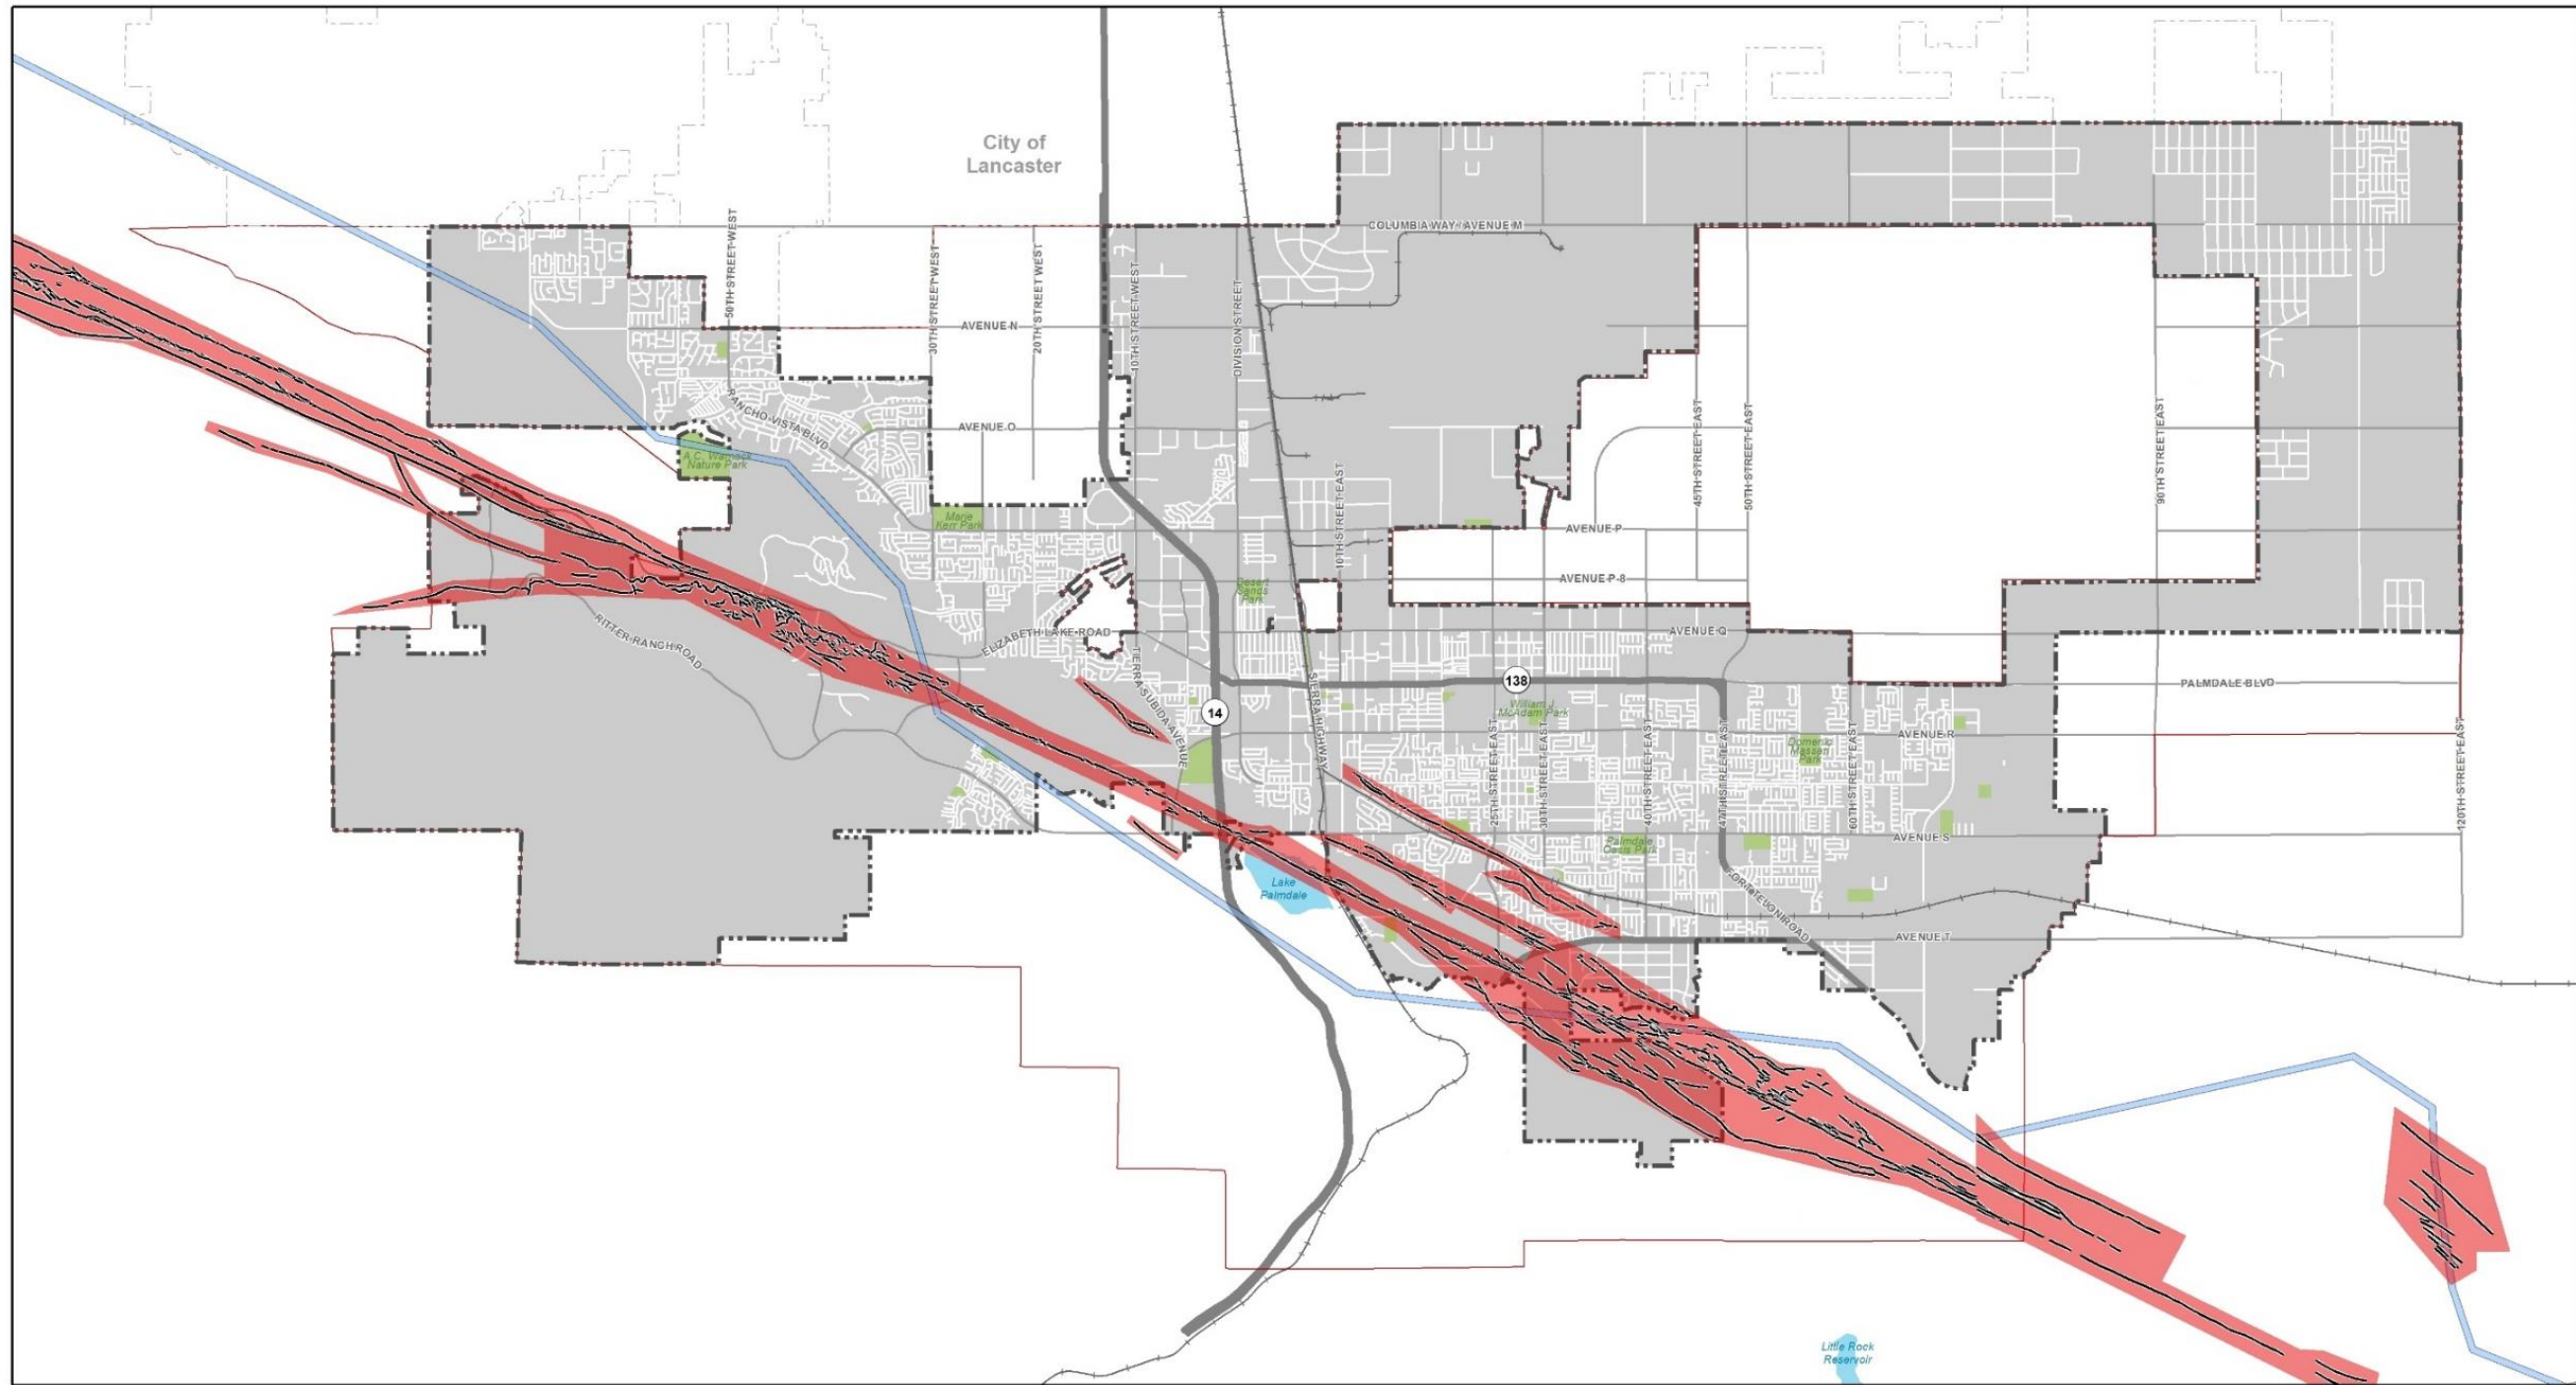 City of
Lancaster
COLUMBIA WAY / AVENUE M
50TH STREET WEST
30TH STREET WEST
20TH STREET WEST
10TH STREET WEST
DIVISION STREET
AVENUE N
RANCHO VISTA BLVD
AVENUE O
45TH STREET EAST
50TH STREET EAST
90TH STREET EAST
A.C. Warnack
Nature Park
10TH STREET EAST
Marie
Kerr Park
AVENUE P
AVENUE P-8
Desert
Sands
Park
RITTER RANCH ROAD
ELIZABETH LAKE ROAD
AVENUE Q
TIERRA SUBIDA AVENUE
SIERRA HIGHWAY
138
PALMDALE BLVD
14
William J.
McAdam Park
25TH STREET EAST
30TH STREET EAST
40TH STREET EAST
47TH STREET EAST
60TH STREET EAST
120TH STREET EAST
AVENUE R
Domenic
Massari
Park
AVENUE S
Palmdale
Oasis Park
Lake
Palmdale
FORT TEJON ROAD
AVENUE T
Little Rock
Reservoir